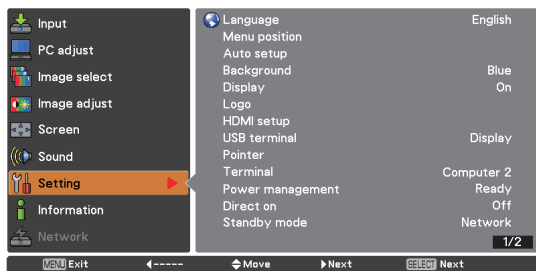 Input
PC adjust
Image select
Image adjust
Screen
Sound
Setting
Information
Network
Language English
Menu position
Auto setup
Background Blue
Display On
Logo
HDMI setup
USB terminal Display
Pointer
Terminal Computer 2
Power management Ready
Direct on Off
Standby mode Network
1/2
MENU Exit ----- Move Next SELECT Next